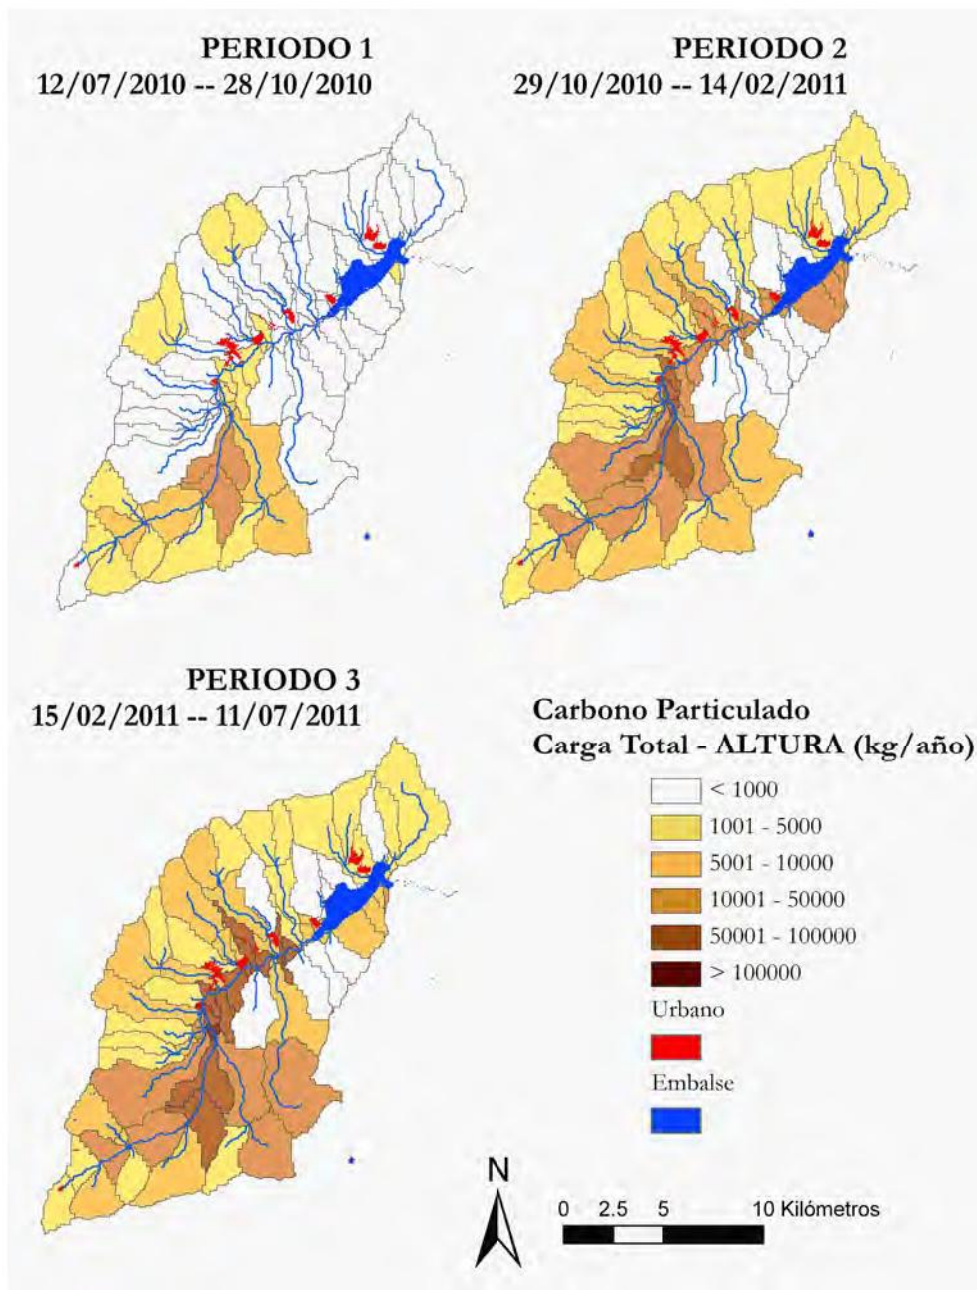 PERIODO 1
12/07/2010 -- 28/10/2010
PERIODO 2
29/10/2010 -- 14/02/2011
PERIODO 3
15/02/2011 -- 11/07/2011
Carbono Particulado
Carga Total - ALTURA (kg/año)
< 1000
1001 - 5000
5001 - 10000
10001 - 50000
50001 - 100000
> 100000
Urbano
Embalse
N
0 2.5 5 10 Kilómetros